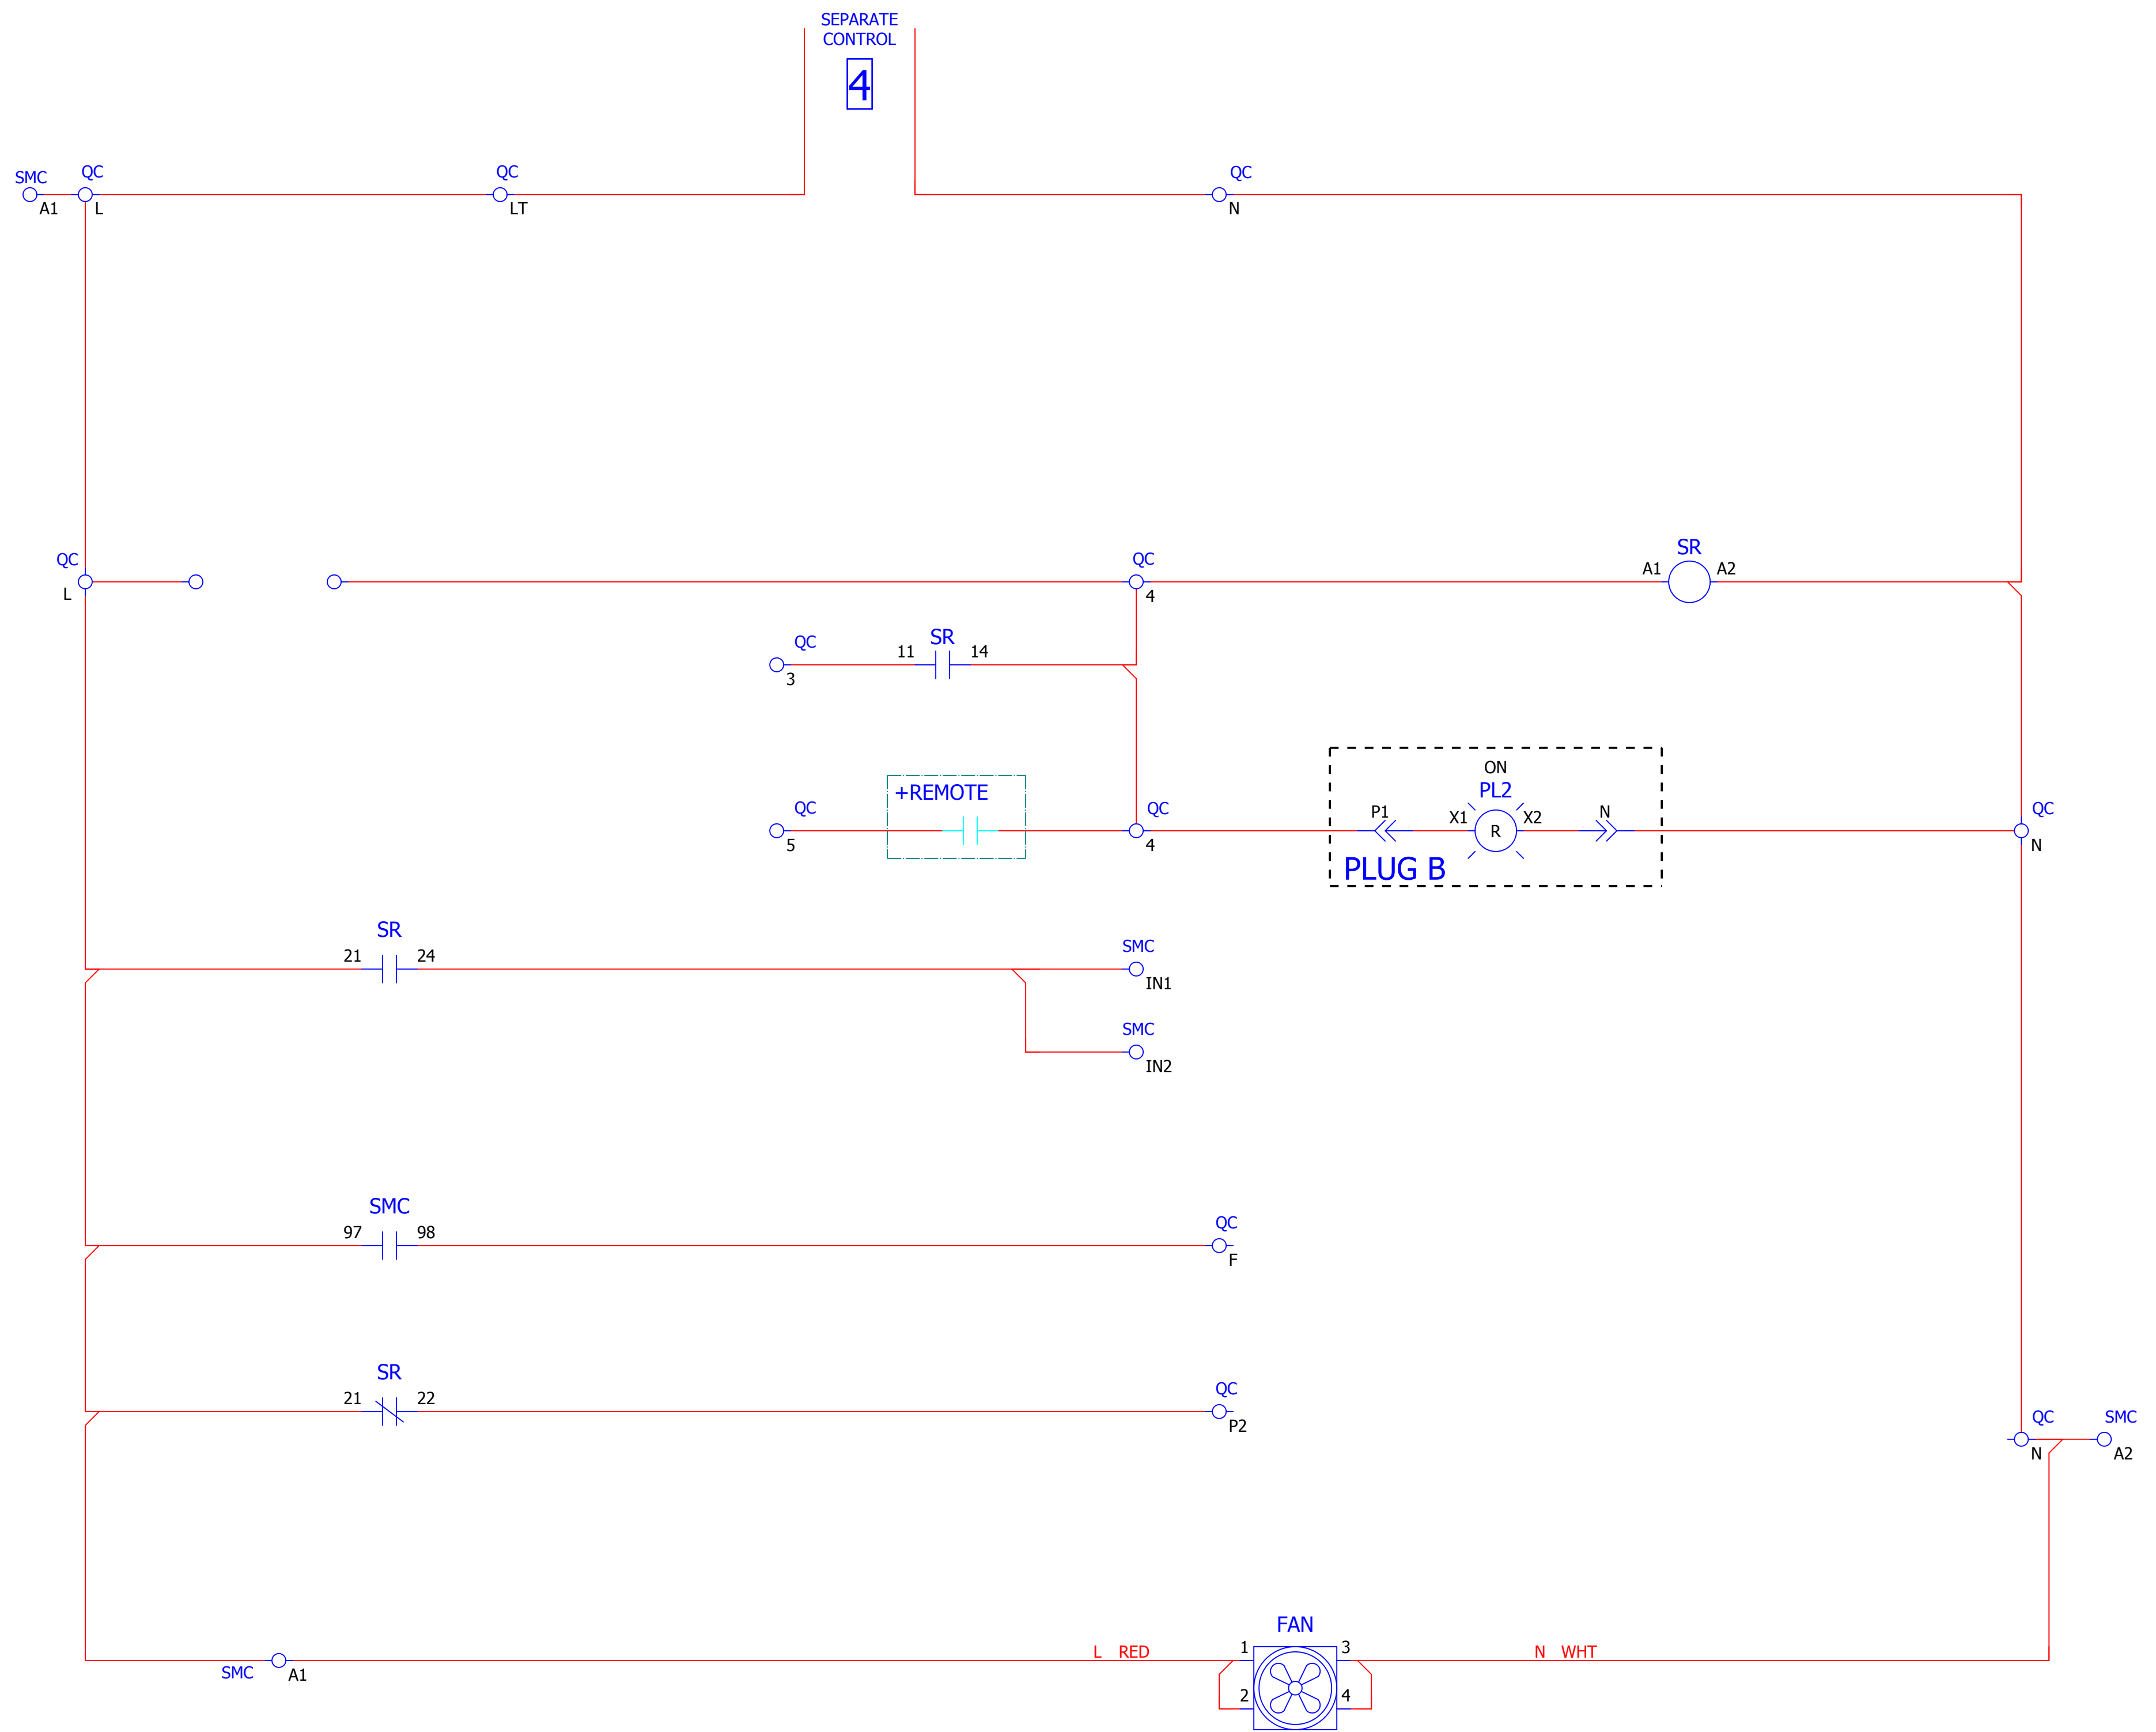 SEPARATE
CONTROL
4
SMC
A1
QC
L
QC
LT
QC
N
QC
L
QC
4
SR
A1
A2
QC
3
SR
11
14
QC
5
+REMOTE
QC
4
ON
PL2
P1
X1
R
X2
N
PLUG B
QC
N
SR
21
24
SMC
IN1
SMC
IN2
SMC
97
98
QC
F
SR
21
22
QC
P2
QC
N
SMC
A2
SMC
A1
L RED
FAN
1
3
2
4
N WHT